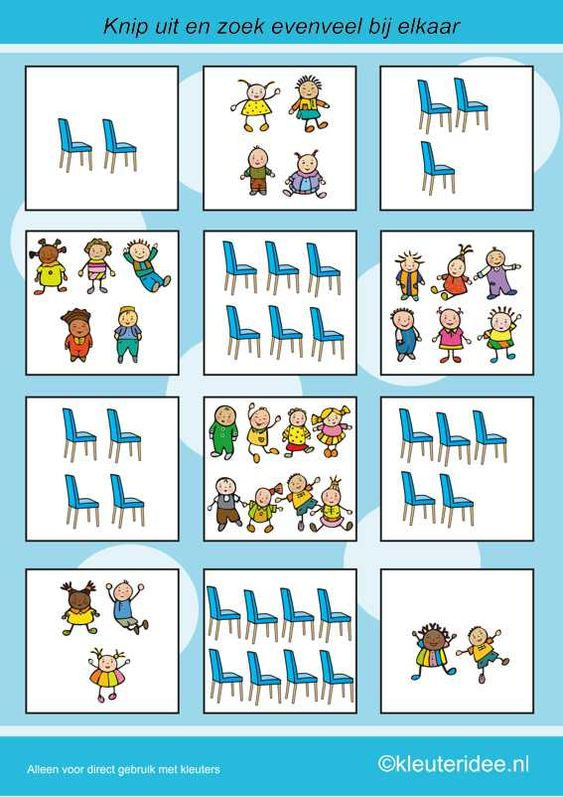 Knip uit en zoek evenveel bij elkaar
Alleen voor direct gebruik met kleuters
©kleuteridee.nl